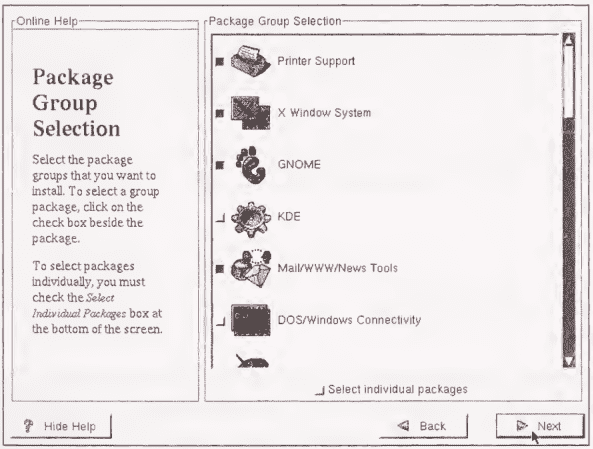 Online Help
Package Group Selection
Package
Group
Selection
Select the package
groups that you want to
install. To select a group
package, click on the
check box beside the
package.
To select packages
individually, you must
check the Select
Individual Packages box at
the bottom of the screen.
Printer Support
X Window System
GNOME
KDE
Mail/WWW/News Tools
DOS/Windows Connectivity
Select individual packages
? Hide Help
Back
Next